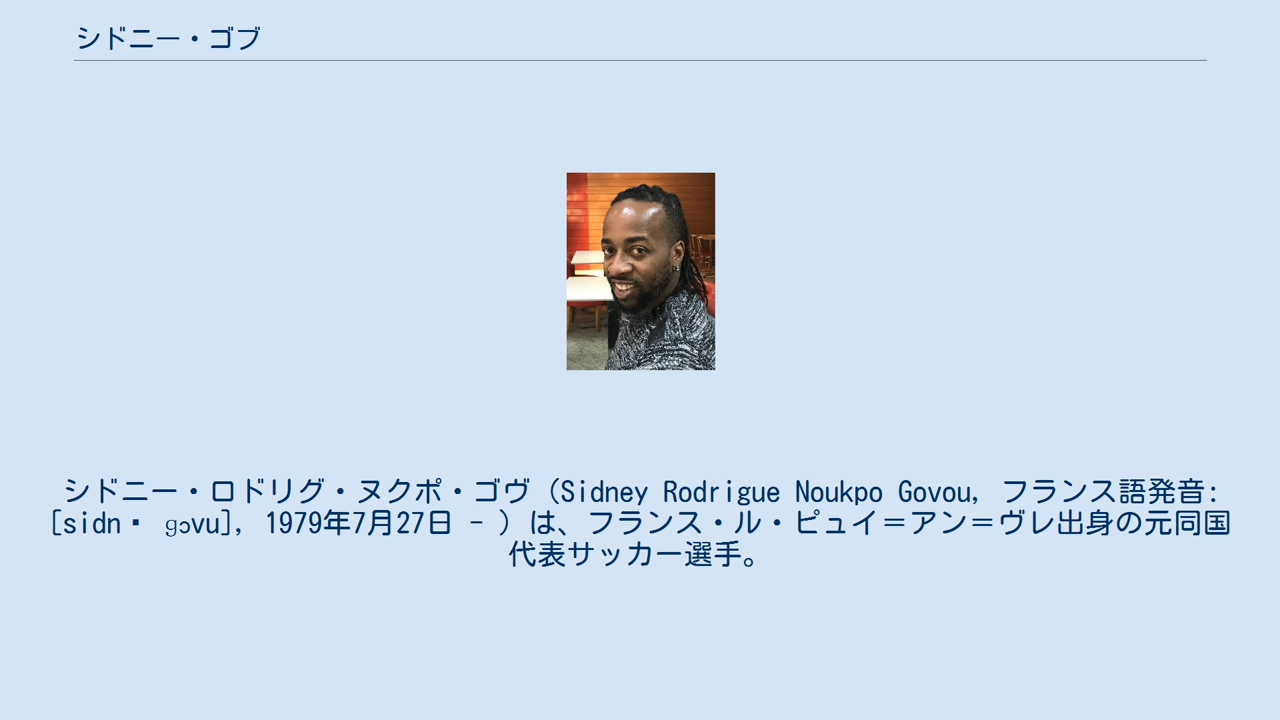 シドニー・ゴブ
シドニー・ロドリグ・ヌクポ・ゴヴ（Sidney Rodrigue Noukpo Govou, フランス語発音:
[sidn ɡɔvu], 1979年7月27日 - ）は、フランス・ル・ピュイ＝アン＝ヴレ出身の元同国
代表サッカー選手。